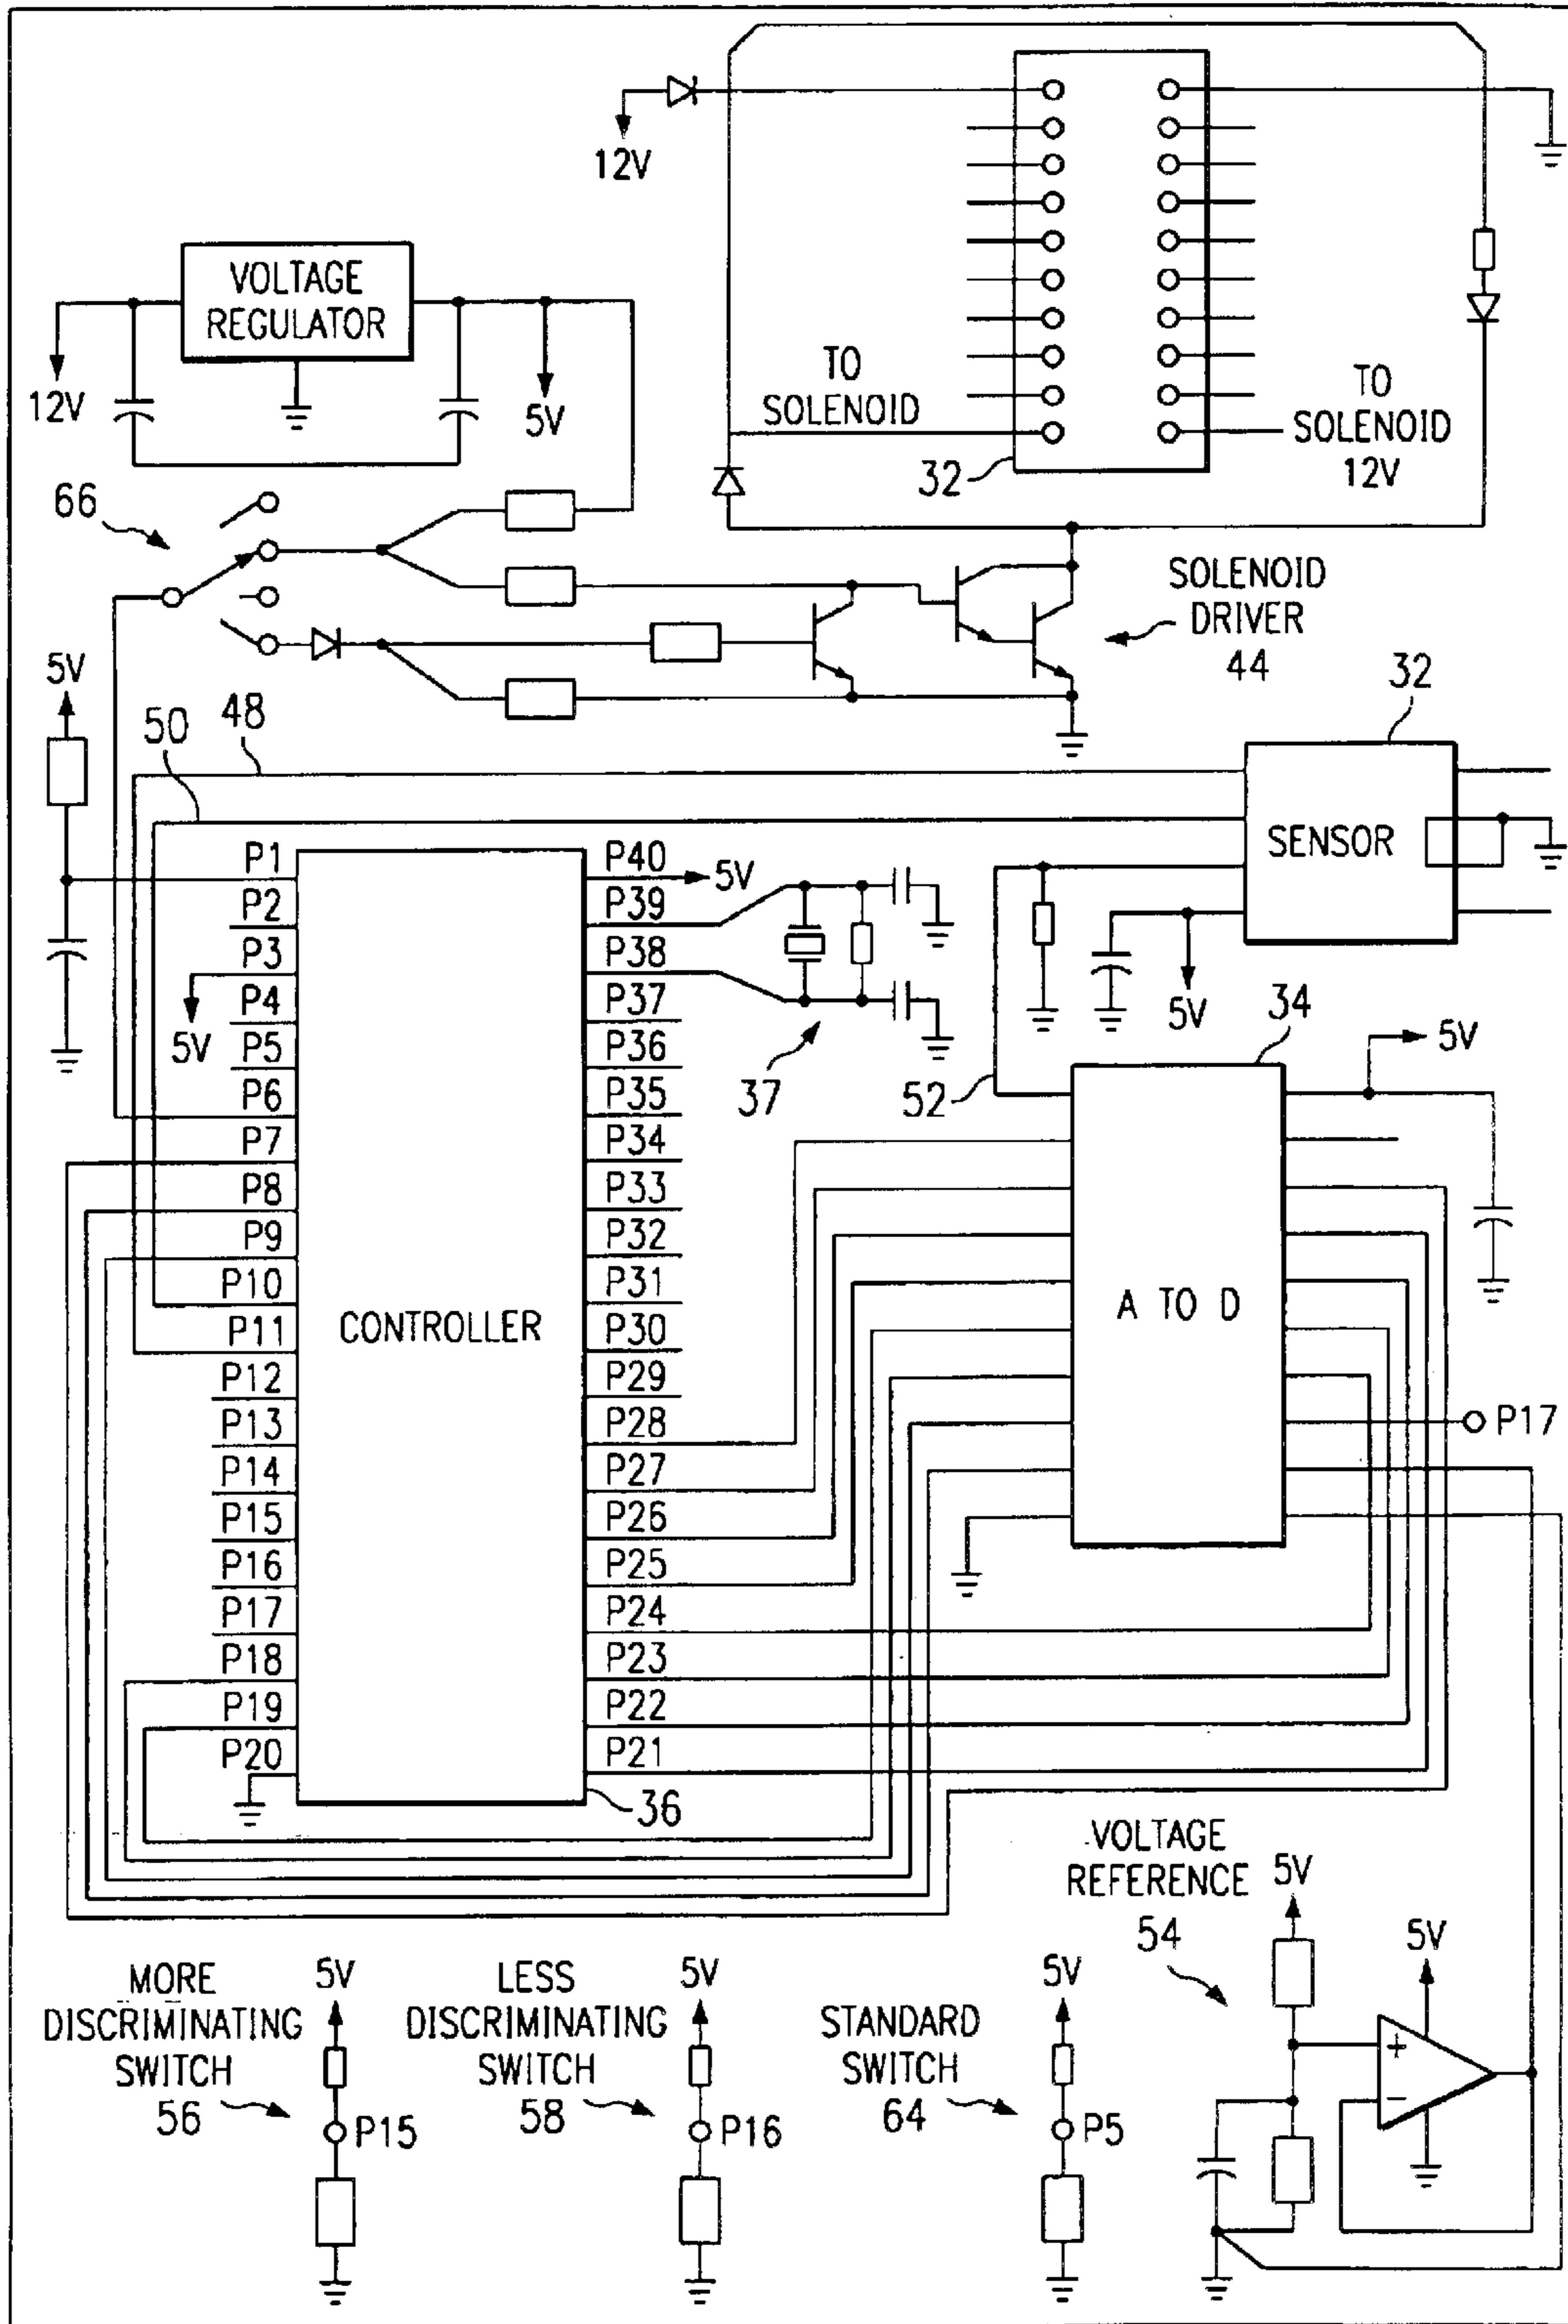 12V
VOLTAGE
REGULATOR
12V
5V
TO
SOLENOID
TO
SOLENOID
12V
32
66
SOLENOID
DRIVER
44
5V
50
48
32
SENSOR
P1
P2
P3
P4
5V
P5
P6
P7
P8
P9
P10
P11
P12
P13
P14
P15
P16
P17
P18
P19
P20
CONTROLLER
36
P40
P39
P38
P37
P36
P35
P34
P33
P32
P31
P30
P29
P28
P27
P26
P25
P24
P23
P22
P21
5V
37
5V
34
52
5V
A TO D
P17
VOLTAGE
REFERENCE
54
5V
5V
MORE
DISCRIMINATING
SWITCH
56
5V
P15
LESS
DISCRIMINATING
SWITCH
58
5V
P16
STANDARD
SWITCH
64
5V
P5
+
−